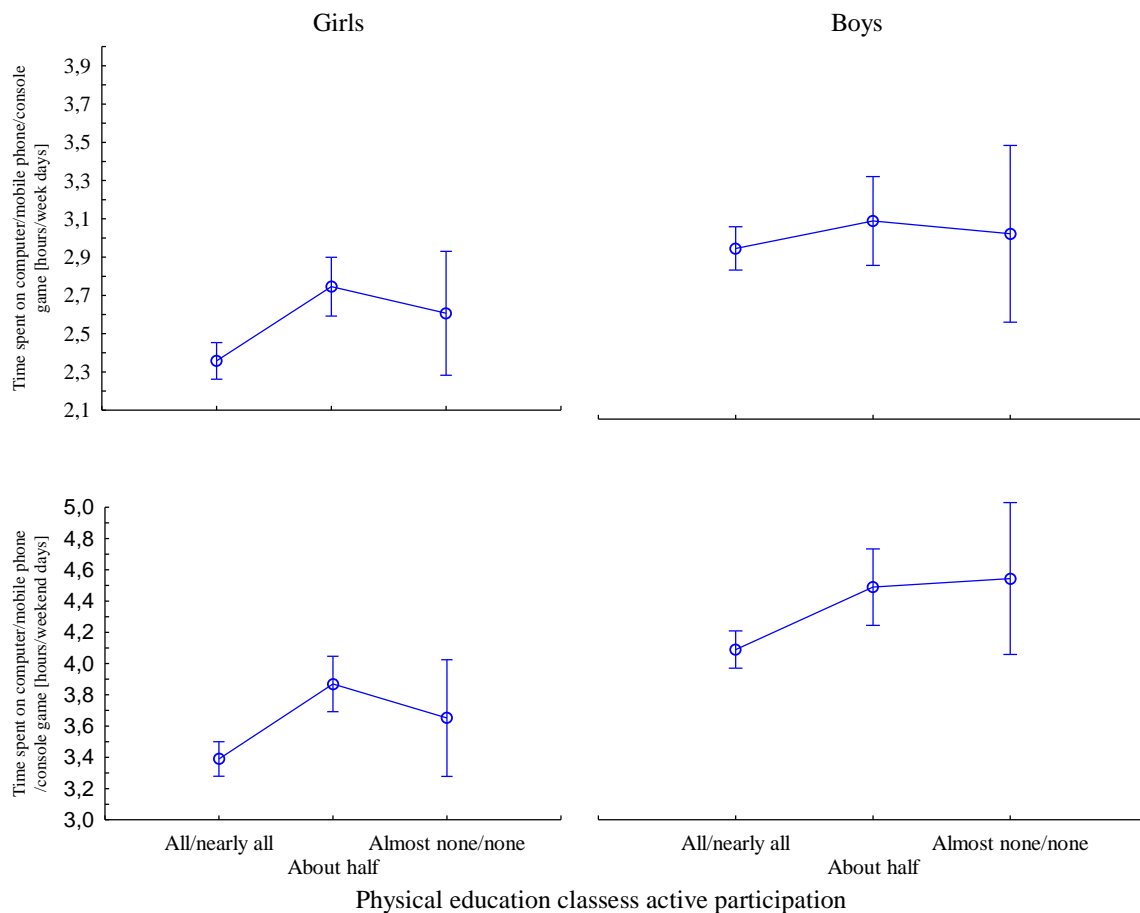 Girls
Boys
Time spent on computer/mobile phone/console
game [hours/week days]
3,9
3,7
3,5
3,3
3,1
2,9
2,7
2,5
2,3
2,1
Time spent on computer/mobile phone
/console game [hours/weekend days]
5,0
4,8
4,6
4,4
4,2
4,0
3,8
3,6
3,4
3,2
3,0
All/nearly all
About half
Almost none/none
All/nearly all
About half
Almost none/none
Physical education classess active participation